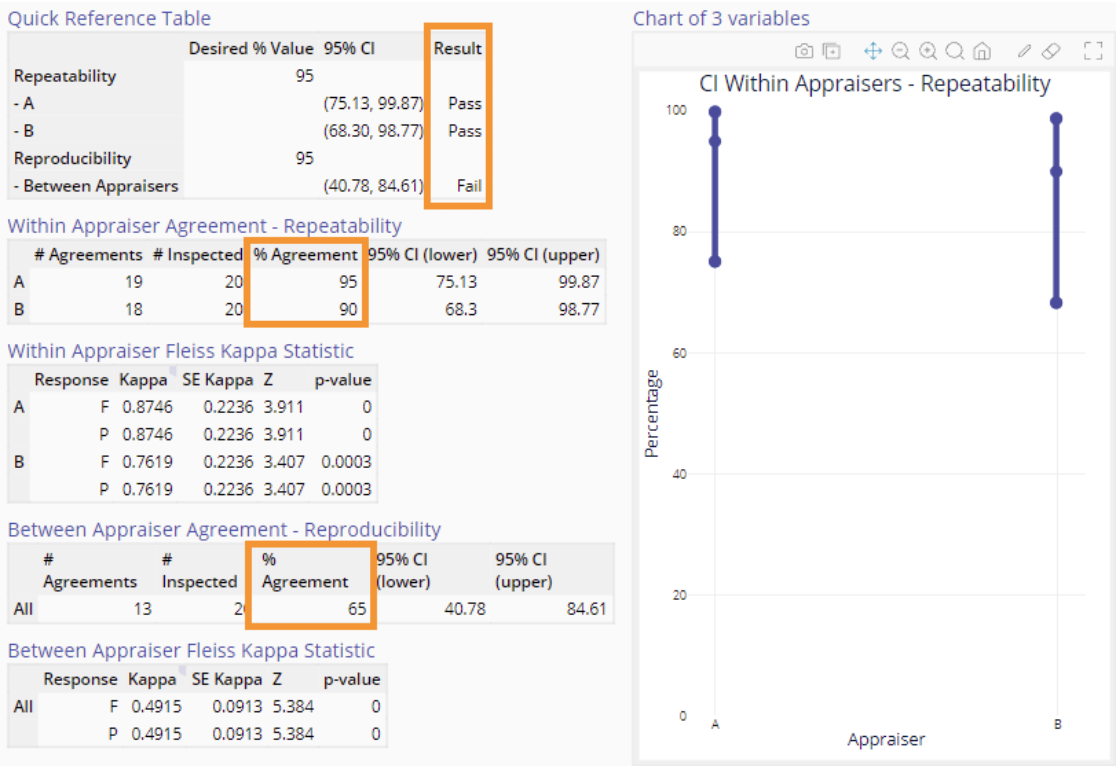 Quick Reference Table
Desired % Value 95% CI Result
Repeatability 95
- A (75.13, 99.87) Pass
- B (68.30, 98.77) Pass
Reproducibility 95
- Between Appraisers (40.78, 84.61) Fail
Within Appraiser Agreement - Repeatability
# Agreements # Inspected % Agreement 95% CI (lower) 95% CI (upper)
A 19 20 95 75.13 99.87
B 18 20 90 68.3 98.77
Within Appraiser Fleiss Kappa Statistic
Response Kappa SE Kappa Z p-value
A F 0.8746 0.2236 3.911 0
P 0.8746 0.2236 3.911 0
B F 0.7619 0.2236 3.407 0.0003
P 0.7619 0.2236 3.407 0.0003
Between Appraiser Agreement - Reproducibility
# # % 95% CI 95% CI
Agreements Inspected Agreement (lower) (upper)
All 13 20 65 40.78 84.61
Between Appraiser Fleiss Kappa Statistic
Response Kappa SE Kappa Z p-value
All F 0.4915 0.0913 5.384 0
P 0.4915 0.0913 5.384 0
Chart of 3 variables
CI Within Appraisers - Repeatability
100
80
60
40
20
0
Percentage
A B
Appraiser